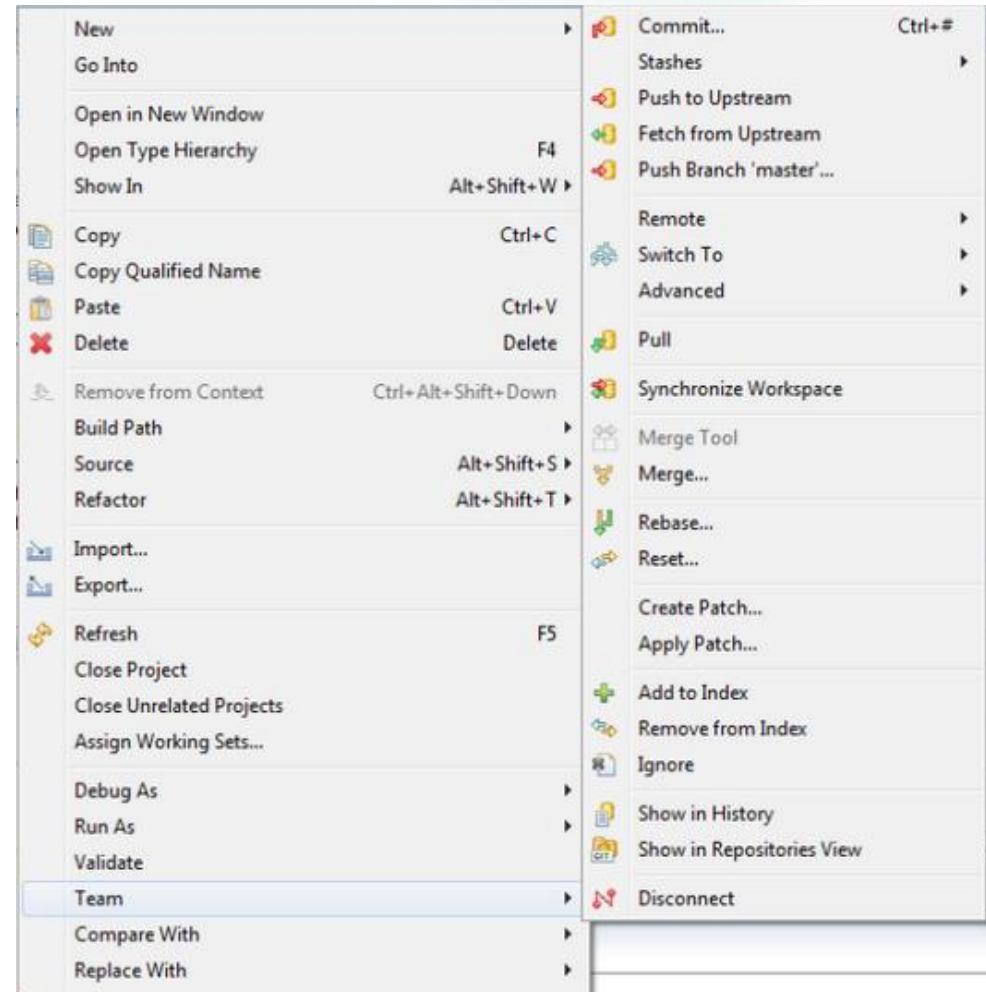 New
Go Into
Open in New Window
Open Type Hierarchy F4
Show In Alt+Shift+W
Copy Ctrl+C
Copy Qualified Name
Paste Ctrl+V
Delete Delete
Remove from Context Ctrl+Alt+Shift+Down
Build Path
Source Alt+Shift+S
Refactor Alt+Shift+T
Import...
Export...
Refresh F5
Close Project
Close Unrelated Projects
Assign Working Sets...
Debug As
Run As
Validate
Team
Compare With
Replace With
Commit... Ctrl+#
Stashes
Push to Upstream
Fetch from Upstream
Push Branch 'master'...
Remote
Switch To
Advanced
Pull
Synchronize Workspace
Merge Tool
Merge...
Rebase...
Reset...
Create Patch...
Apply Patch...
Add to Index
Remove from Index
Ignore
Show in History
GIT Show in Repositories View
Disconnect